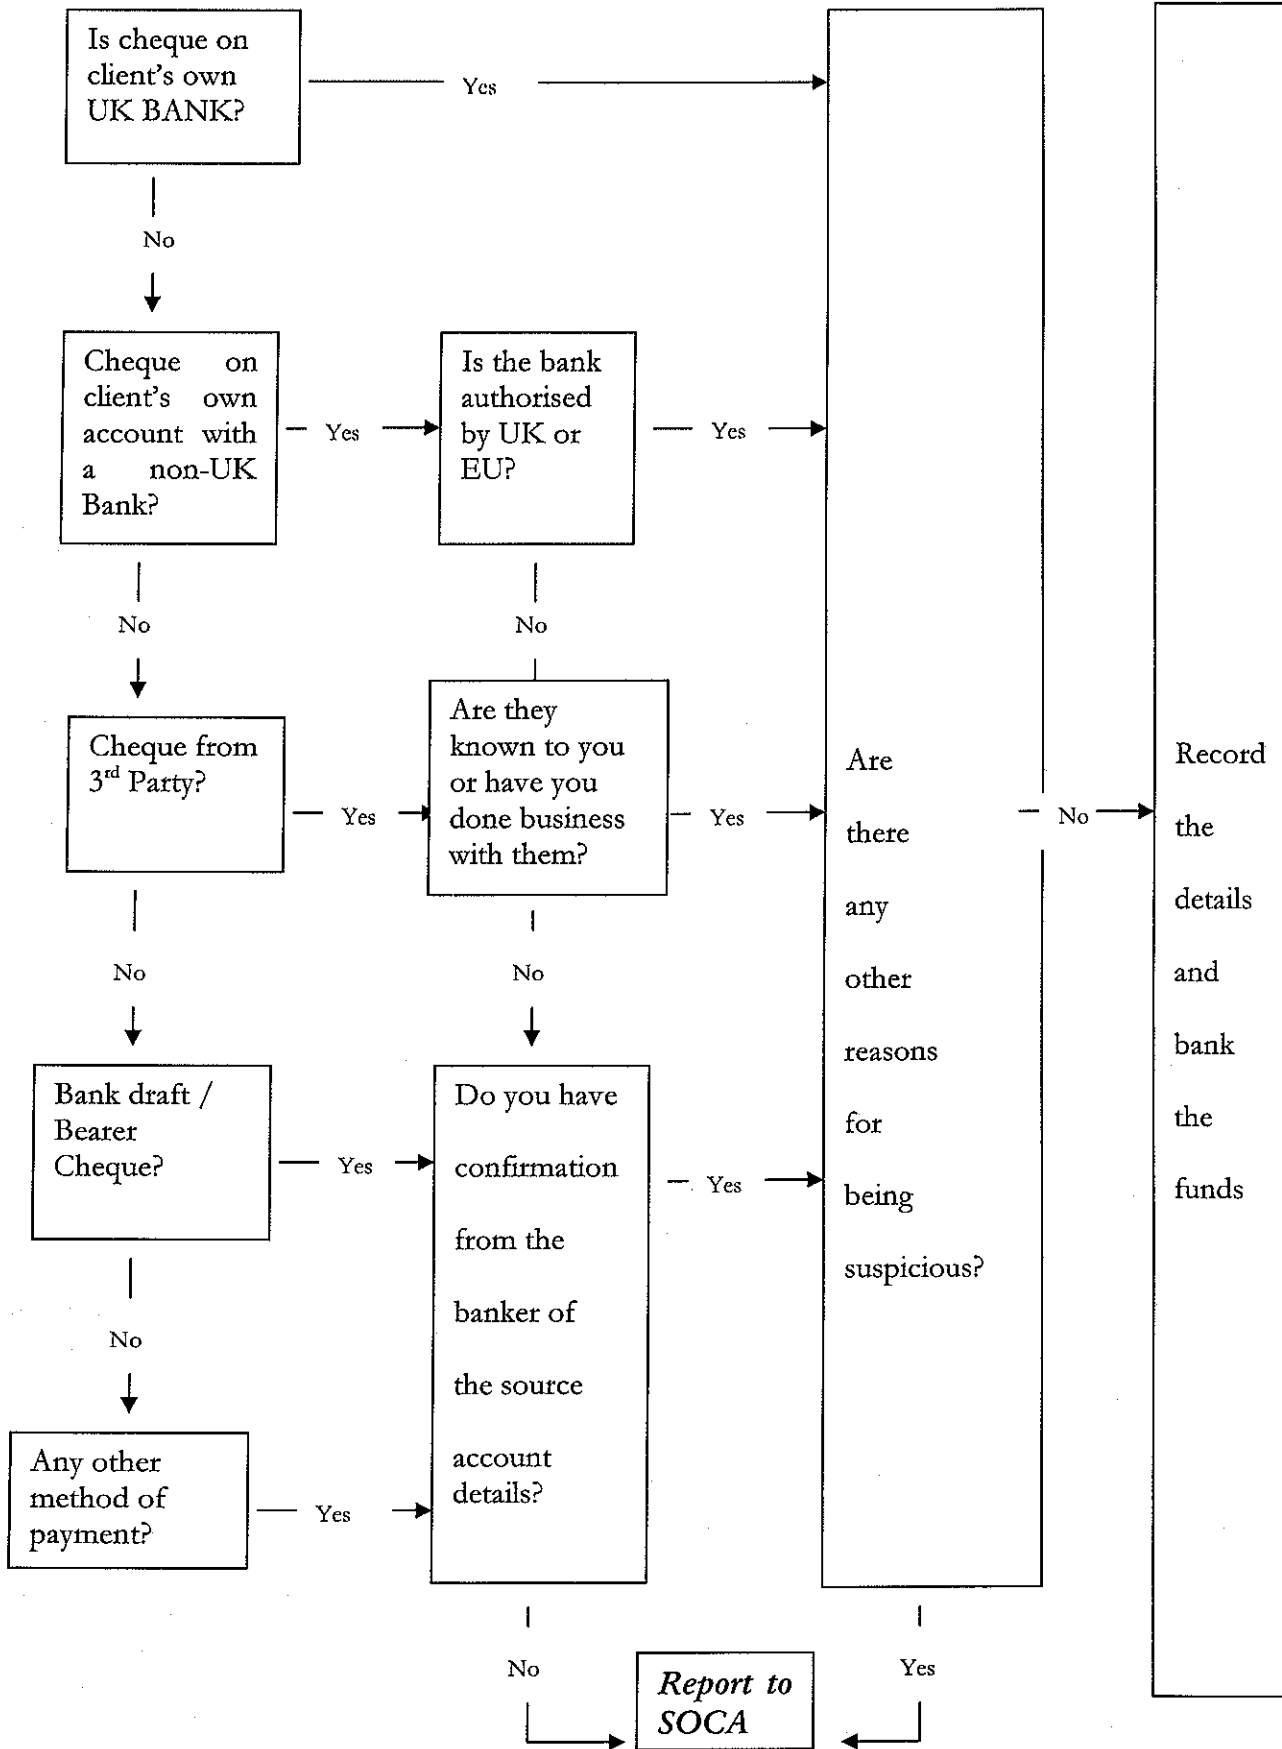 Is cheque on
client's own
UK BANK?
Yes
No
Cheque on
client's own
account with
a non-UK
Bank?
Yes
Is the bank
authorised
by UK or
EU?
Yes
No
No
Cheque from
3rd Party?
Yes
Are they
known to you
or have you
done business
with them?
Yes
No
No
Bank draft /
Bearer
Cheque?
Yes
Do you have
confirmation
from the
banker of
the source
account
details?
Yes
No
Any other
method of
payment?
Yes
No
Are
there
any
other
reasons
for
being
suspicious?
No
Yes
Record
the
details
and
bank
the
funds
Report to
SOCA